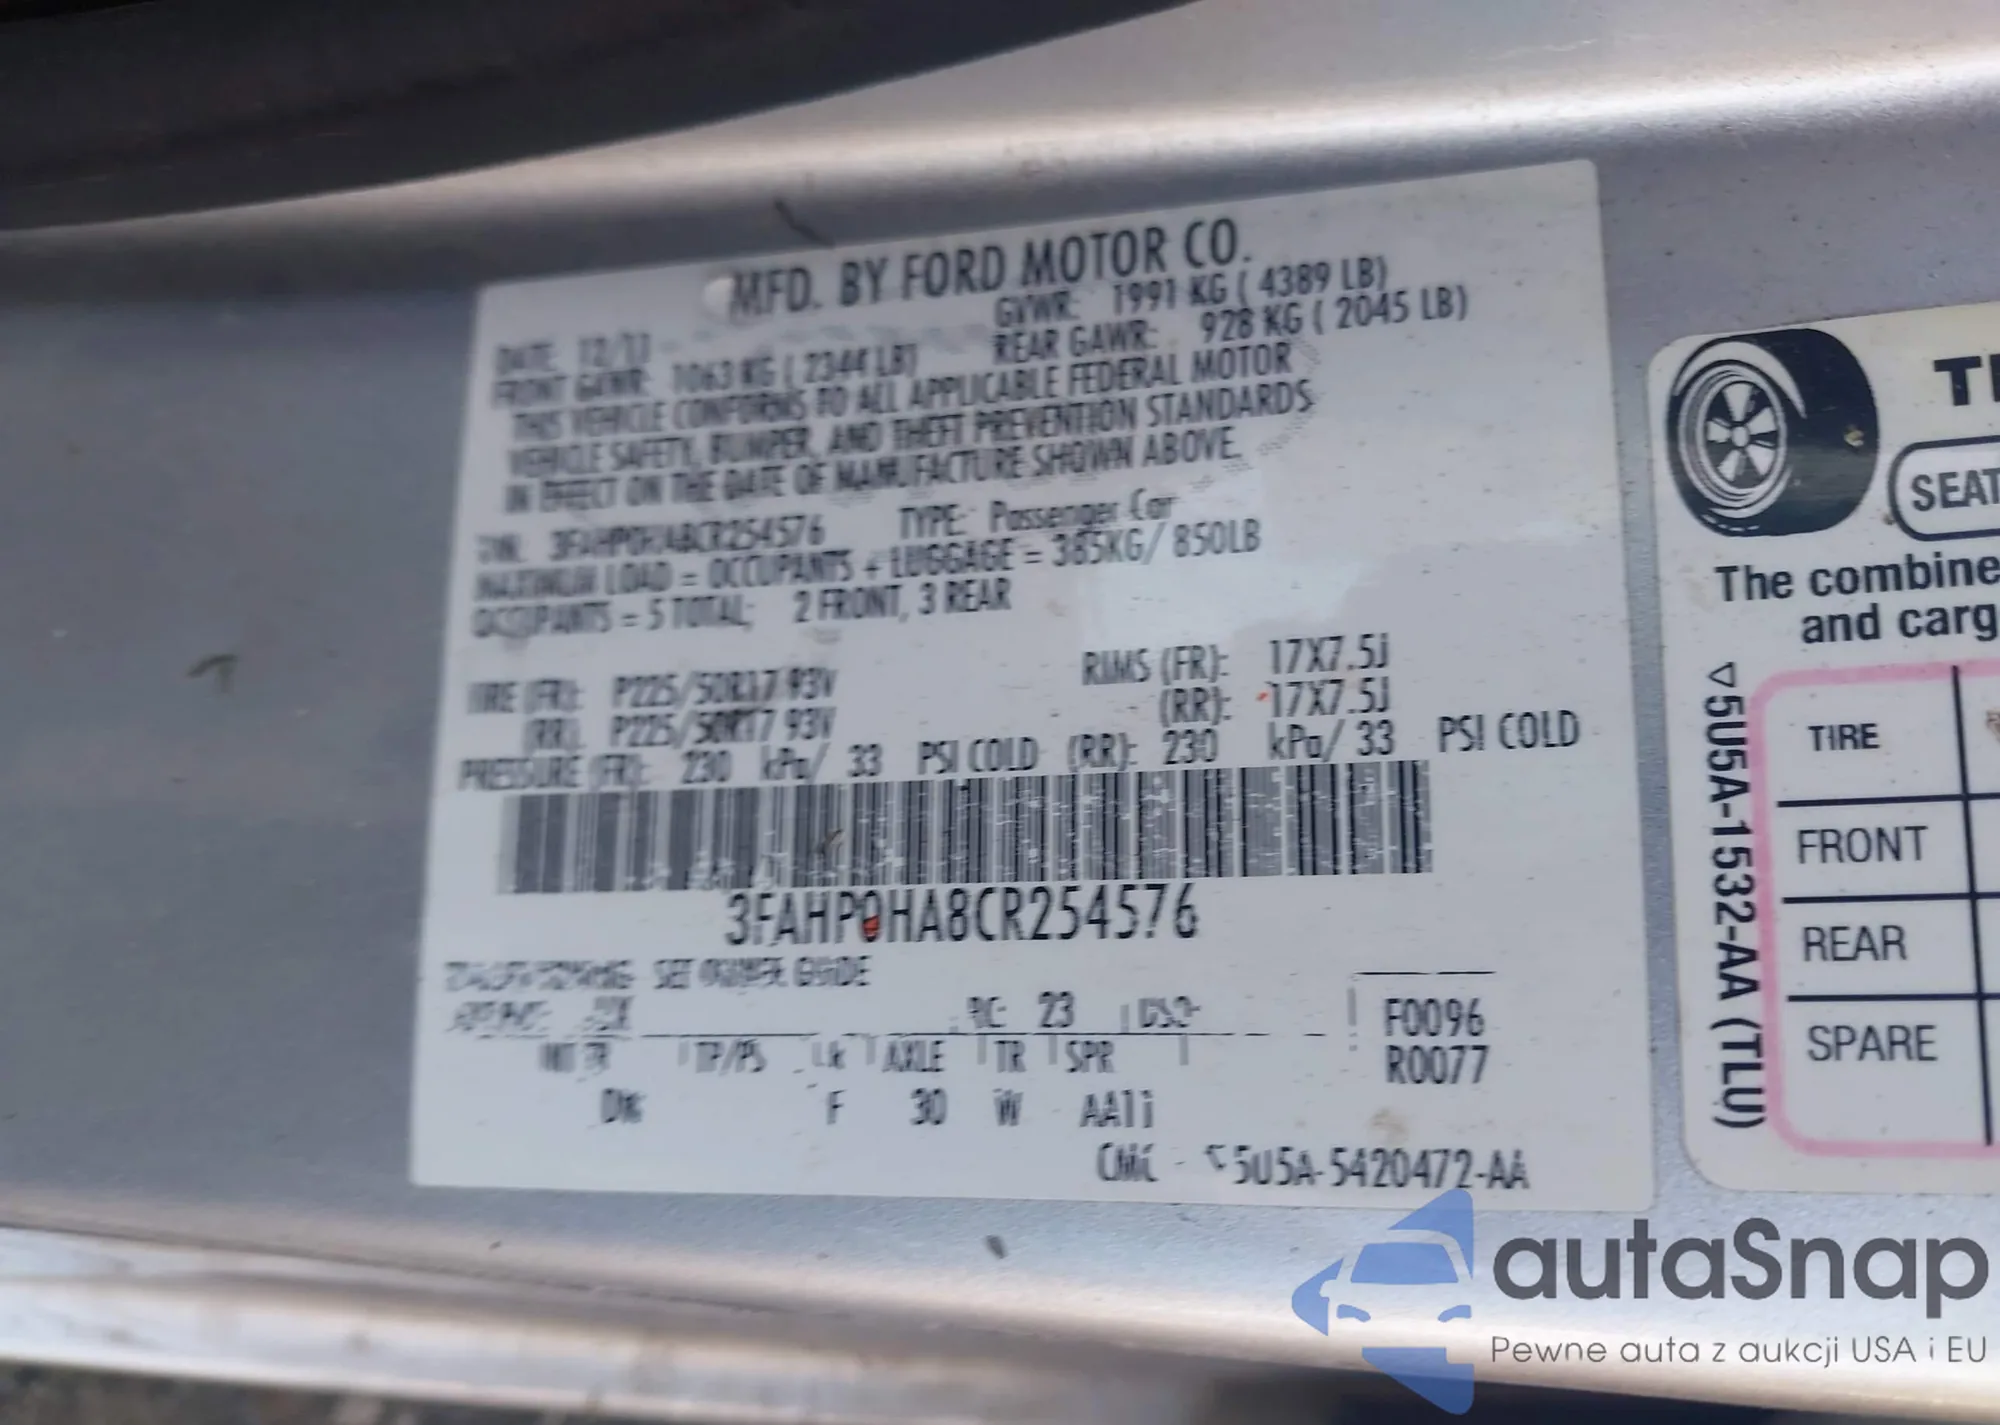 MFD. BY FORD MOTOR CO.
DATE 12/11 GVWR: 1991 KG ( 4389 LB)
FRONT GAWR: 1063 KG ( 2344 LB) REAR GAWR: 928 KG ( 2045 LB)
THIS VEHICLE CONFORMS TO ALL APPLICABLE FEDERAL MOTOR
VEHICLE SAFETY, BUMPER, AND THEFT PREVENTION STANDARDS
IN EFFECT ON THE DATE OF MANUFACTURE SHOWN ABOVE.
VIN: 3FAHP0HA8CR254576 TYPE: Passenger Car
MAXIMUM LOAD = OCCUPANTS + LUGGAGE = 385KG/ 850LB
OCCUPANTS = 5 TOTAL; 2 FRONT, 3 REAR
TIRE (FR): P225/50R17 93V RIMS (FR): 17X7.5J
(RR): P225/50R17 93V (RR): 17X7.5J
PRESSURE (FR): 230 kPa/ 33 PSI COLD (RR): 230 kPa/ 33 PSI COLD
3FAHP0HA8CR254576
RC: 23 DSO: F0096
INT TR TP/PS AXLE TR SPR R0077
F 30 W
5U5A-5420472-AA
SEAT
The combine
and carg
TIRE
FRONT
REAR
SPARE
5U5A-1532-AA (TLU)
autaSnap
Pewne auta z aukcji USA i EU